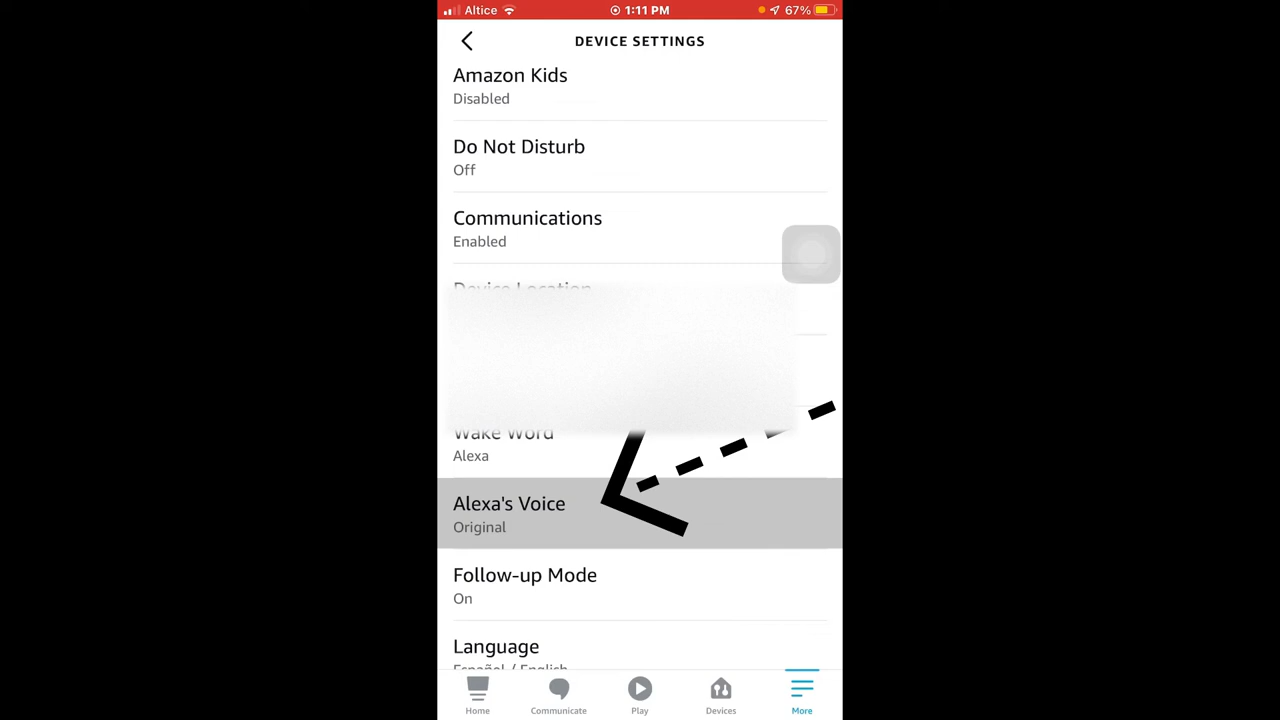 Altice 1:11 PM 67%
DEVICE SETTINGS
Amazon Kids
Disabled
Do Not Disturb
Off
Communications
Enabled
Device Location
Wake Word
Alexa
Alexa's Voice
Original
Follow-up Mode
On
Language
Español / English
Home Communicate Play Devices More